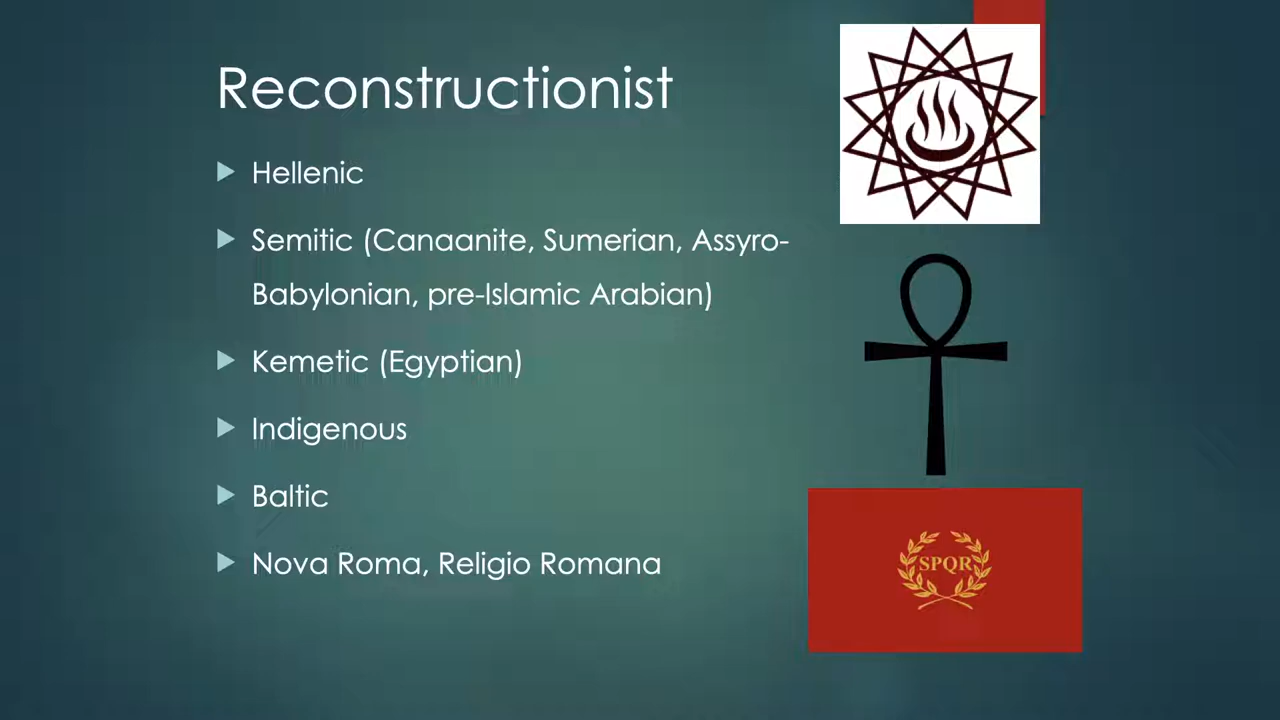 Reconstructionist
Hellenic
Semitic (Canaanite, Sumerian, Assyro-
Babylonian, pre-Islamic Arabian)
Kemetic (Egyptian)
Indigenous
Baltic
Nova Roma, Religio Romana
SPQR